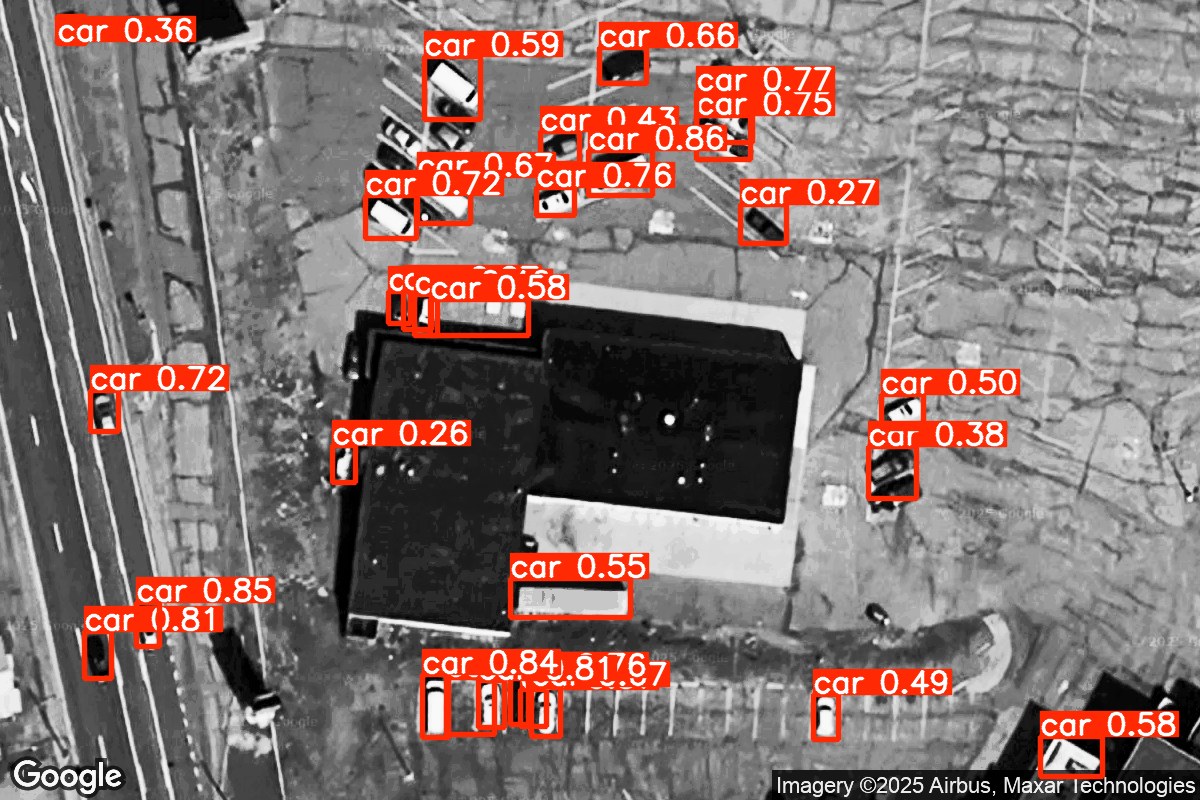 car 0.36
car 0.59
car 0.66
car 0.77
car 0.75
car 0.43
car 0.86
car 0.67
car 0.76
car 0.72
car 0.27
car 0.58
car 0.72
car 0.50
car 0.26
car 0.38
car 0.55
car 0.85
car 0.81
car 0.84
0.81
car 0.49
car 0.58
Google
Imagery ©2025 Airbus, Maxar Technologies